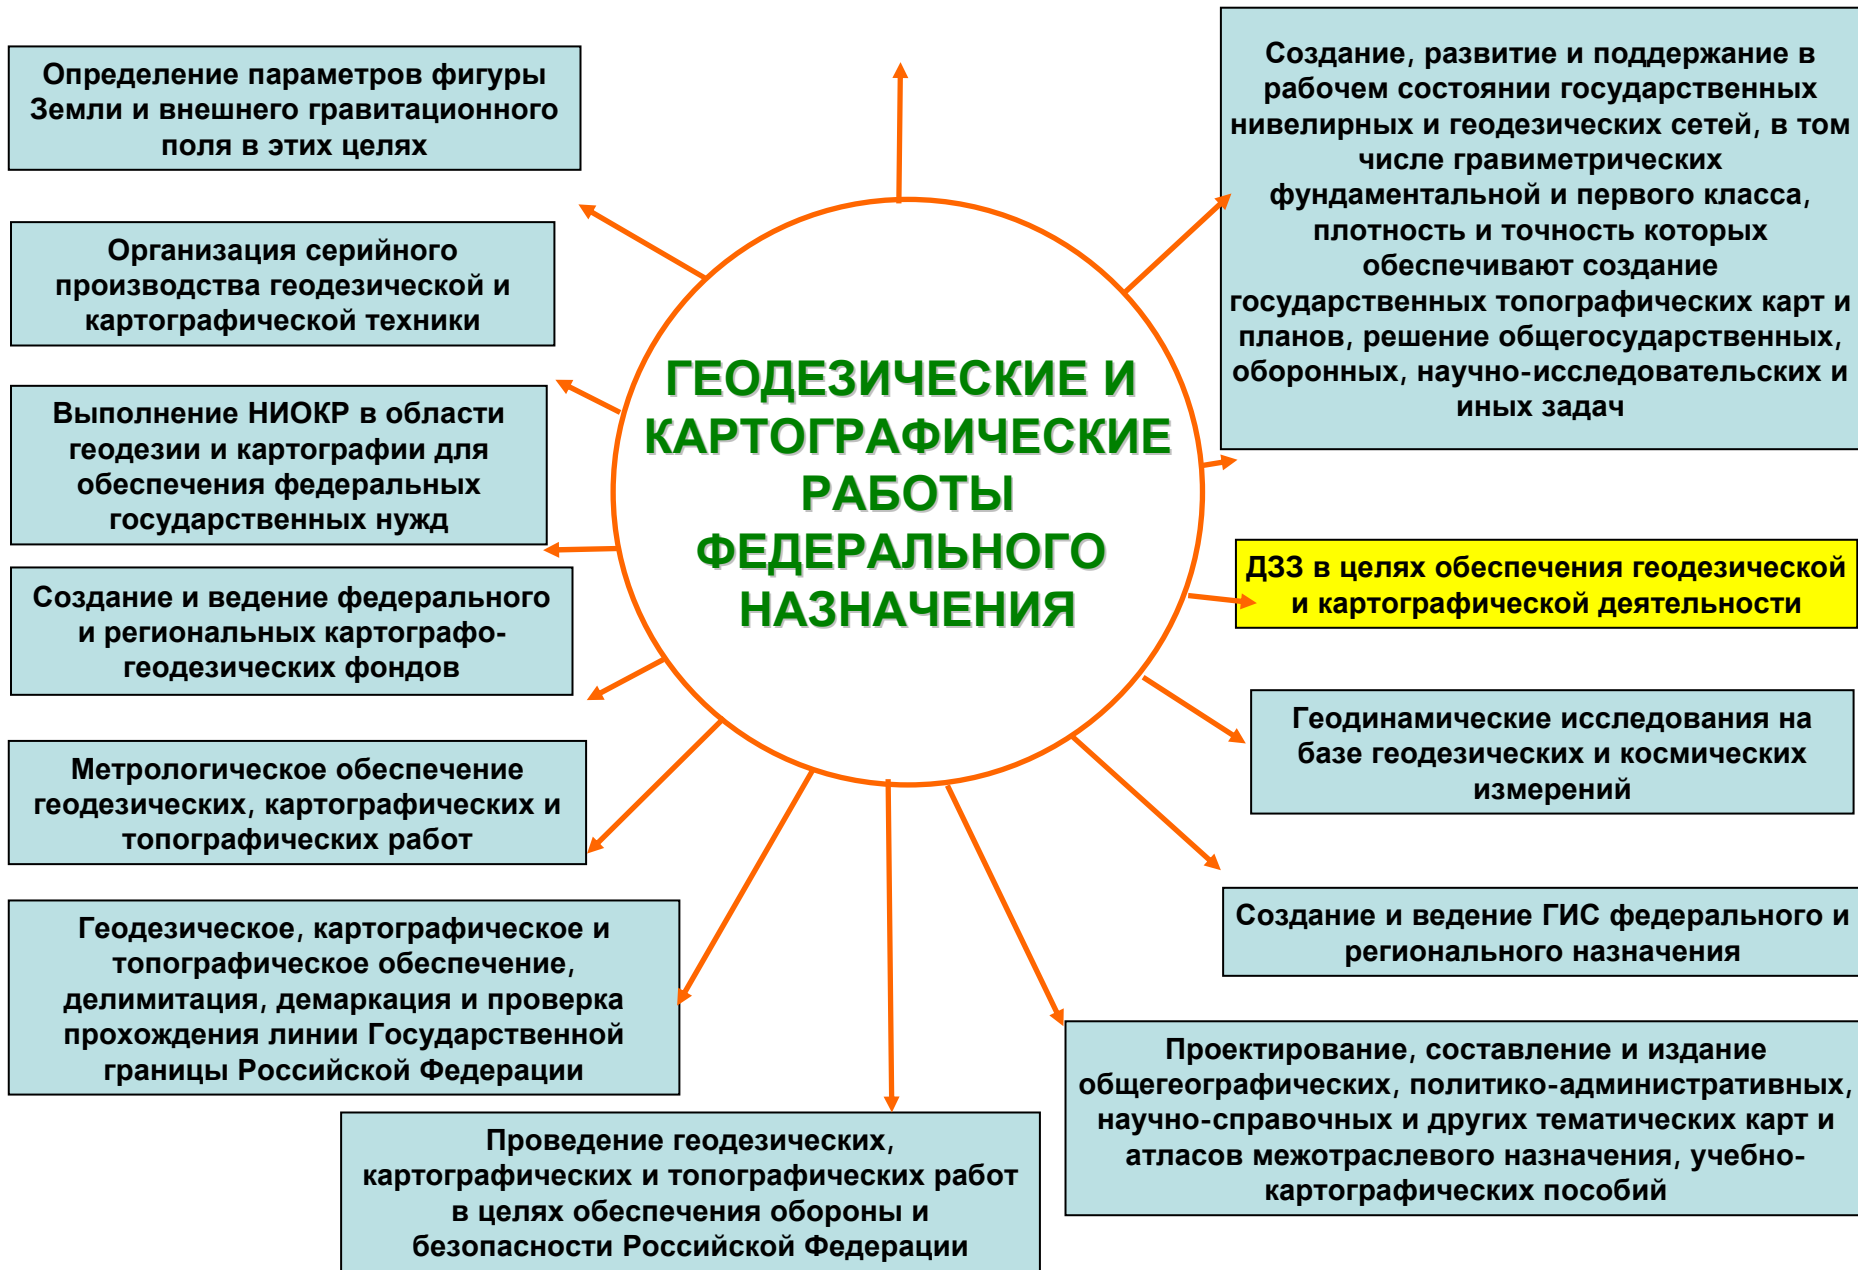 Определение параметров фигуры
Земли и внешнего гравитационного
поля в этих целях
Организация серийного
производства геодезической и
картографической техники
Выполнение НИОКР в области
геодезии и картографии для
обеспечения федеральных
государственных нужд
Создание и ведение федерального
и региональных картографо-
геодезических фондов
Метрологическое обеспечение
геодезических, картографических и
топографических работ
Геодезическое, картографическое и
топографическое обеспечение,
делимитация, демаркация и проверка
прохождения линии Государственной
границы Российской Федерации
Проведение геодезических,
картографических и топографических работ
в целях обеспечения обороны и
безопасности Российской Федерации
ГЕОДЕЗИЧЕСКИЕ И
КАРТОГРАФИЧЕСКИЕ
РАБОТЫ
ФЕДЕРАЛЬНОГО
НАЗНАЧЕНИЯ
Создание, развитие и поддержание в
рабочем состоянии государственных
нивелирных и геодезических сетей, в том
числе гравиметрических
фундаментальной и первого класса,
плотность и точность которых
обеспечивают создание
государственных топографических карт и
планов, решение общегосударственных,
оборонных, научно-исследовательских и
иных задач
ДЗЗ в целях обеспечения геодезической
и картографической деятельности
Геодинамические исследования на
базе геодезических и космических
измерений
Создание и ведение ГИС федерального и
регионального назначения
Проектирование, составление и издание
общегеографических, политико-административных,
научно-справочных и других тематических карт и
атласов межотраслевого назначения, учебно-
картографических пособий